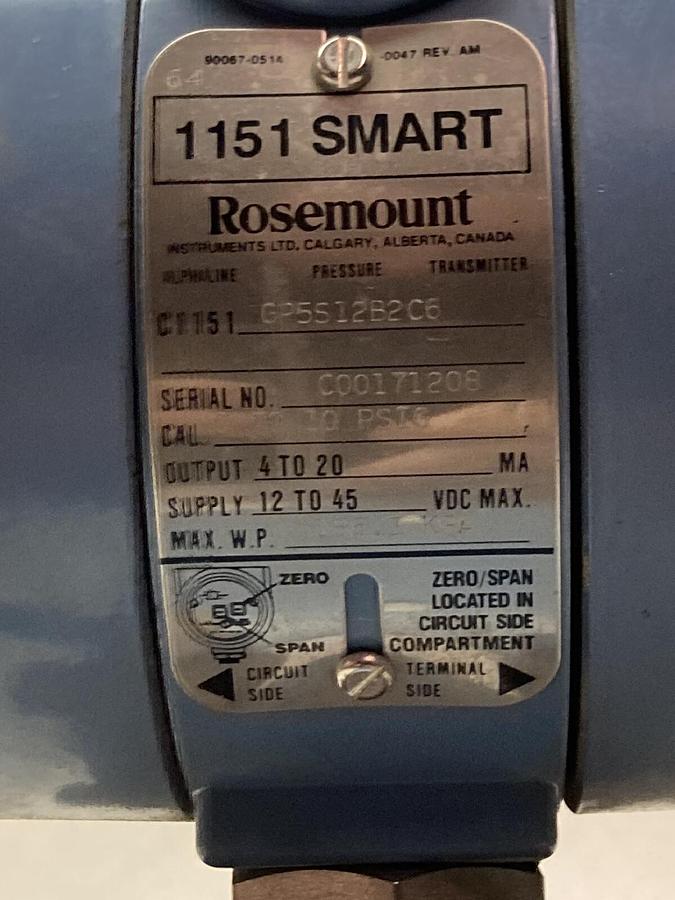 90067-0514 -0047 REV. AM
64
1151 SMART
Rosemount
INSTRUMENTS LTD. CALGARY, ALBERTA, CANADA
ALPHALINE PRESSURE TRANSMITTER
C1151 GP5S12B2C6
SERIAL NO. C00171208
CAL. 10 PSIG
OUTPUT 4 TO 20 MA
SUPPLY 12 TO 45 VDC MAX.
MAX. W.P.
ZERO
SPAN
ZERO/SPAN
LOCATED IN
CIRCUIT SIDE
COMPARTMENT
CIRCUIT
SIDE
TERMINAL
SIDE